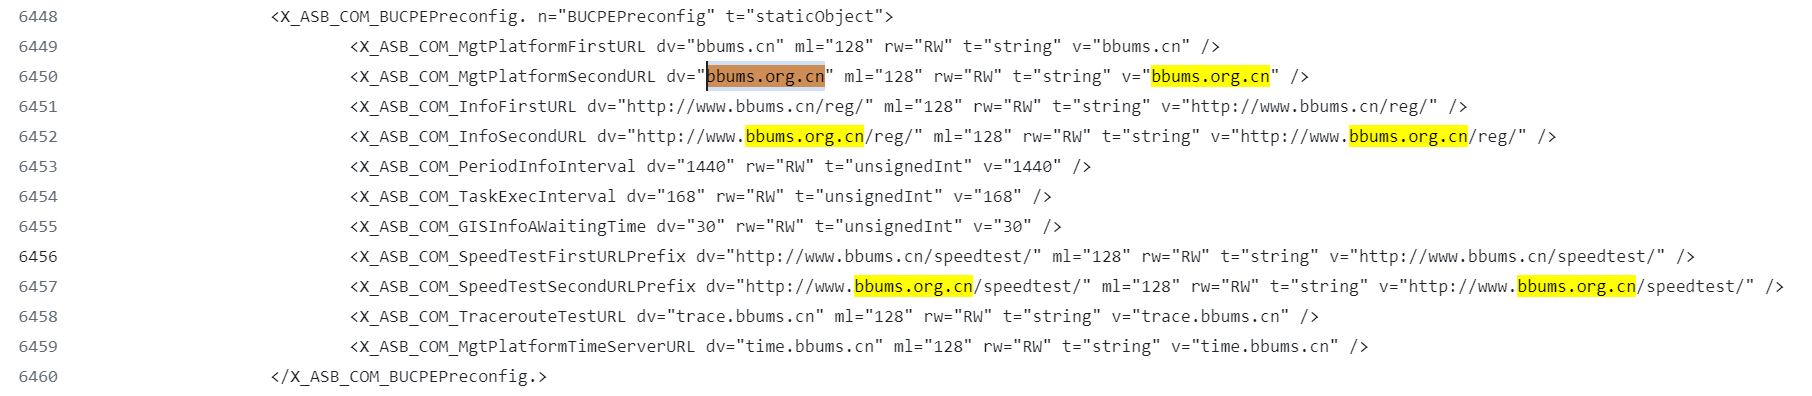 6448 <X_ASB_COM_BUCPEPreconfig. n="BUCPEPreconfig" t="staticObject">
6449 <X_ASB_COM_MgtPlatformFirstURL dv="bbums.cn" ml="128" rw="RW" t="string" v="bbums.cn" />
6450 <X_ASB_COM_MgtPlatformSecondURL dv="bbums.org.cn" ml="128" rw="RW" t="string" v="bbums.org.cn" />
6451 <X_ASB_COM_InfoFirstURL dv="http://www.bbums.cn/reg/" ml="128" rw="RW" t="string" v="http://www.bbums.cn/reg/" />
6452 <X_ASB_COM_InfoSecondURL dv="http://www.bbums.org.cn/reg/" ml="128" rw="RW" t="string" v="http://www.bbums.org.cn/reg/" />
6453 <X_ASB_COM_PeriodInfoInterval dv="1440" rw="RW" t="unsignedInt" v="1440" />
6454 <X_ASB_COM_TaskExecInterval dv="168" rw="RW" t="unsignedInt" v="168" />
6455 <X_ASB_COM_GISInfoAWaitingTime dv="30" rw="RW" t="unsignedInt" v="30" />
6456 <X_ASB_COM_SpeedTestFirstURLPrefix dv="http://www.bbums.cn/speedtest/" ml="128" rw="RW" t="string" v="http://www.bbums.cn/speedtest/" />
6457 <X_ASB_COM_SpeedTestSecondURLPrefix dv="http://www.bbums.org.cn/speedtest/" ml="128" rw="RW" t="string" v="http://www.bbums.org.cn/speedtest/" />
6458 <X_ASB_COM_TracerouteTestURL dv="trace.bbums.cn" ml="128" rw="RW" t="string" v="trace.bbums.cn" />
6459 <X_ASB_COM_MgtPlatformTimeServerURL dv="time.bbums.cn" ml="128" rw="RW" t="string" v="time.bbums.cn" />
6460 </X_ASB_COM_BUCPEPreconfig.>